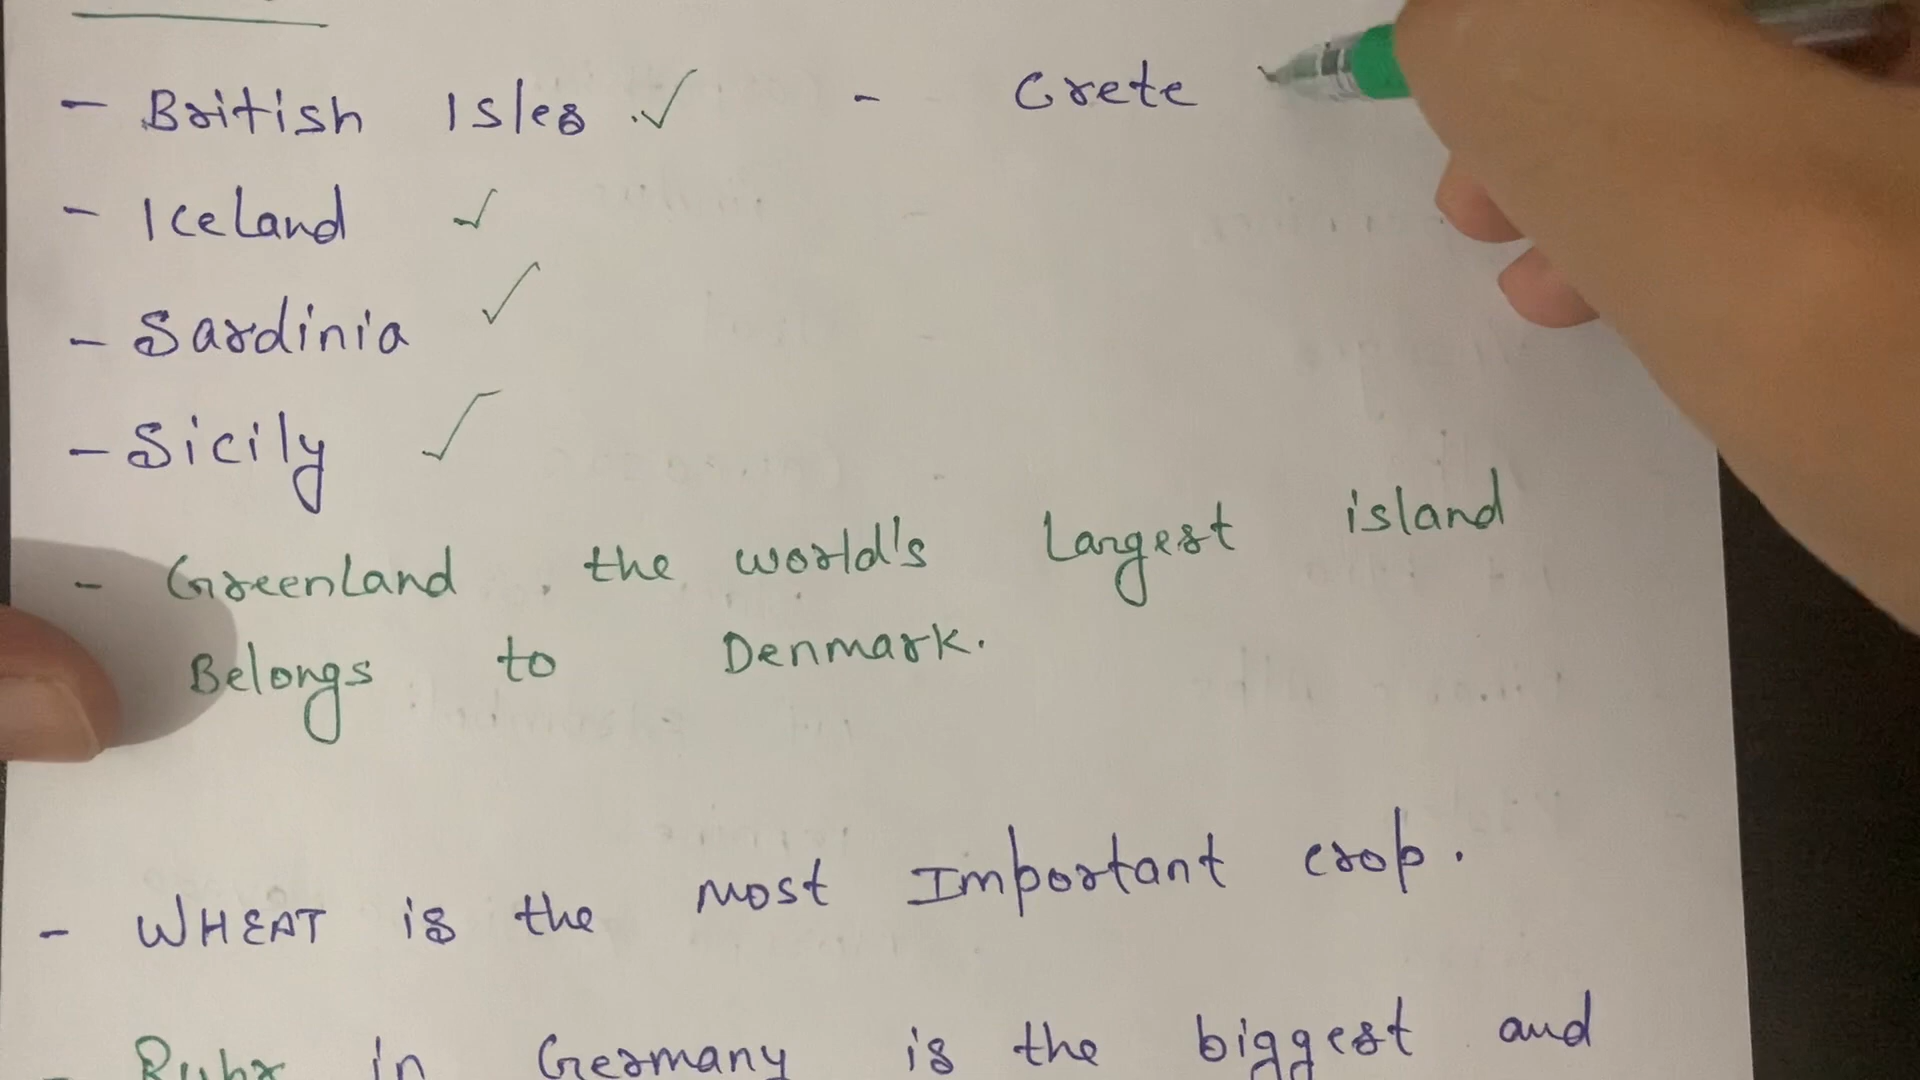 - British Isles ✓ - Crete
- Iceland ✓
- Sardinia ✓
- Sicily ✓
- Greenland, the world's Largest island
Belongs to Denmark.
- WHEAT is the most Important crop.
- Ruhr in Germany is the biggest and